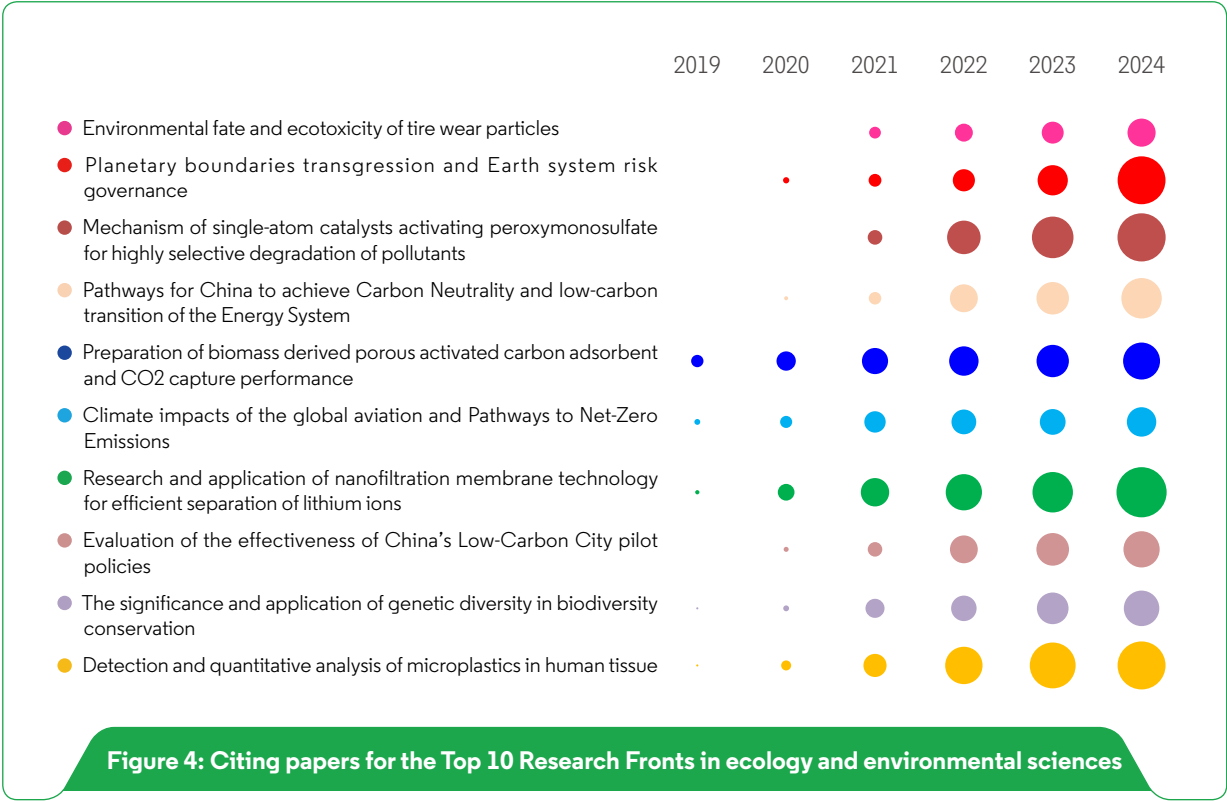 2019 2020 2021 2022 2023 2024
Environmental fate and ecotoxicity of tire wear particles
Planetary boundaries transgression and Earth system risk
governance
Mechanism of single-atom catalysts activating peroxymonosulfate
for highly selective degradation of pollutants
Pathways for China to achieve Carbon Neutrality and low-carbon
transition of the Energy System
Preparation of biomass derived porous activated carbon adsorbent
and CO2 capture performance
Climate impacts of the global aviation and Pathways to Net-Zero
Emissions
Research and application of nanofiltration membrane technology
for efficient separation of lithium ions
Evaluation of the effectiveness of China's Low-Carbon City pilot
policies
The significance and application of genetic diversity in biodiversity
conservation
Detection and quantitative analysis of microplastics in human tissue
Figure 4: Citing papers for the Top 10 Research Fronts in ecology and environmental sciences